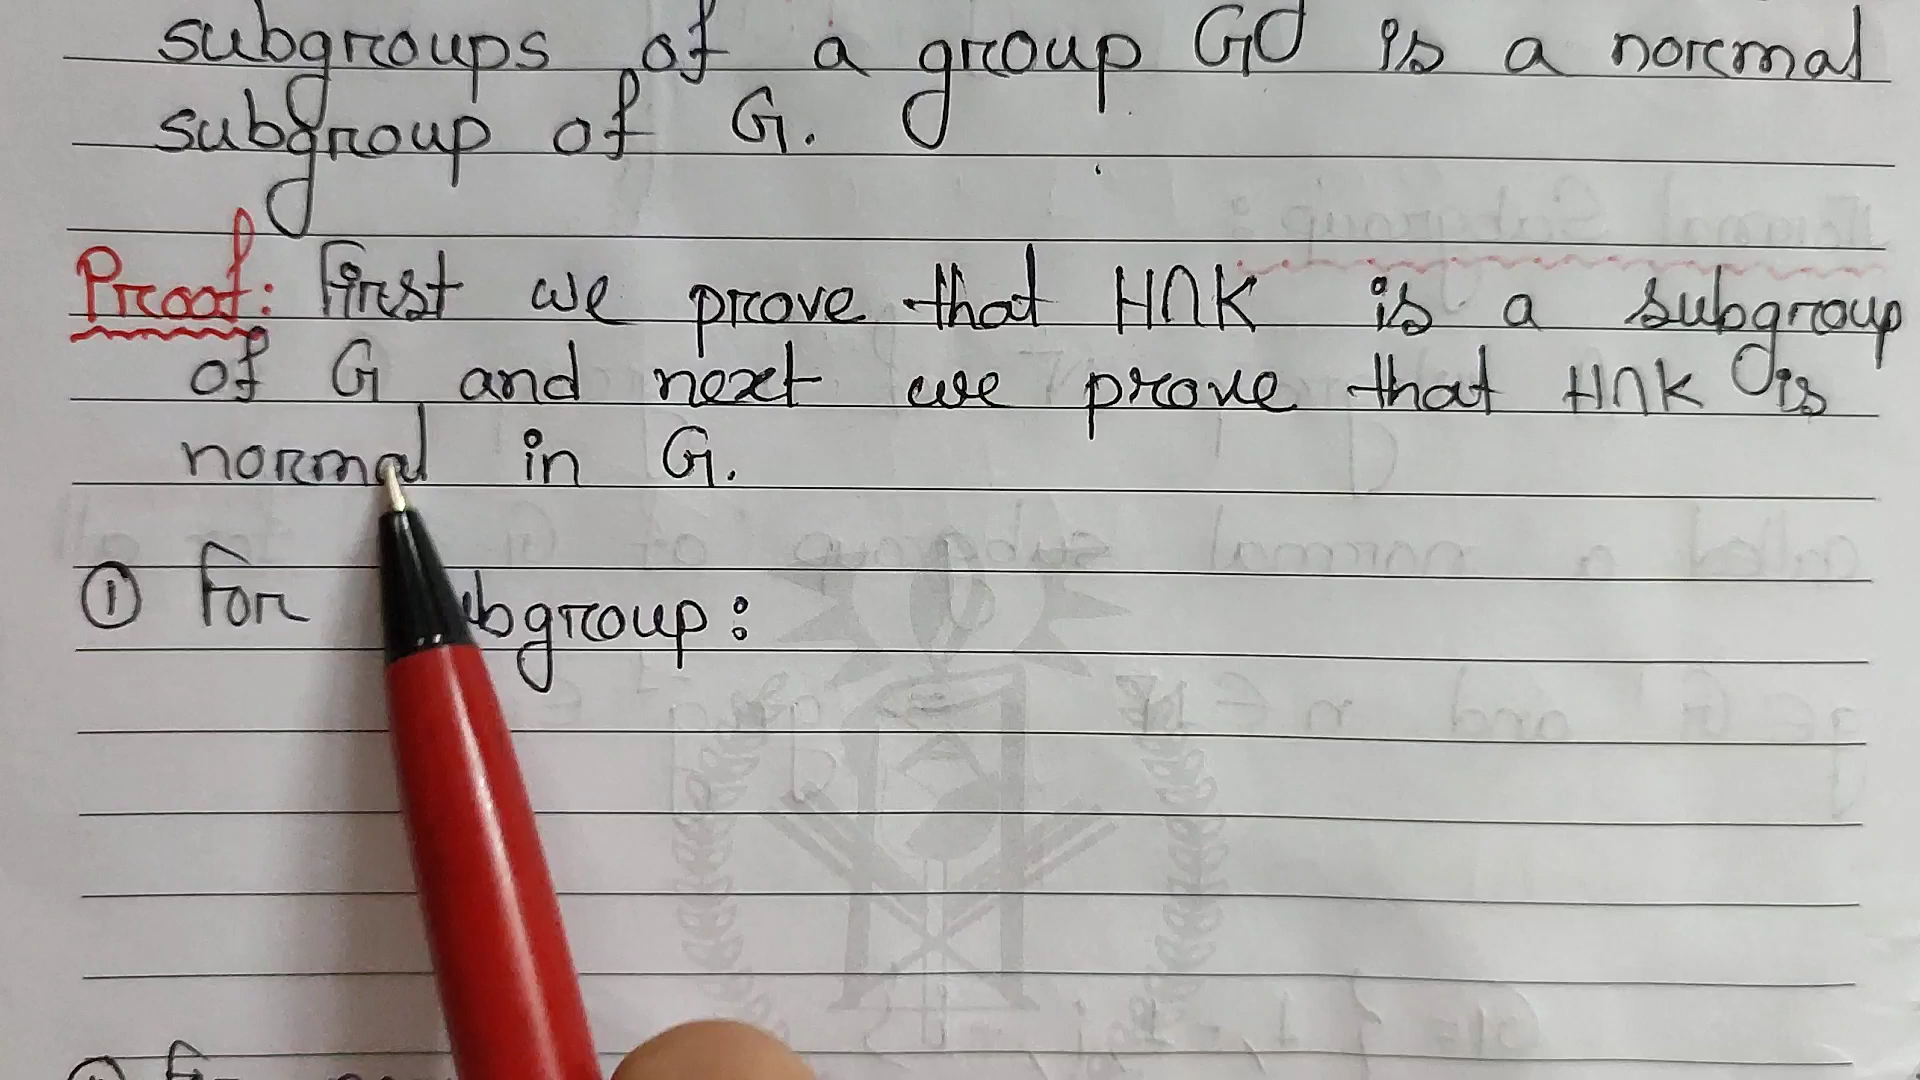 subgroups of a group G is a normal
subgroup of G.
Proof: First we prove that H∩K is a subgroup
of G and next we prove that H∩K is
normal in G.
① For subgroup: